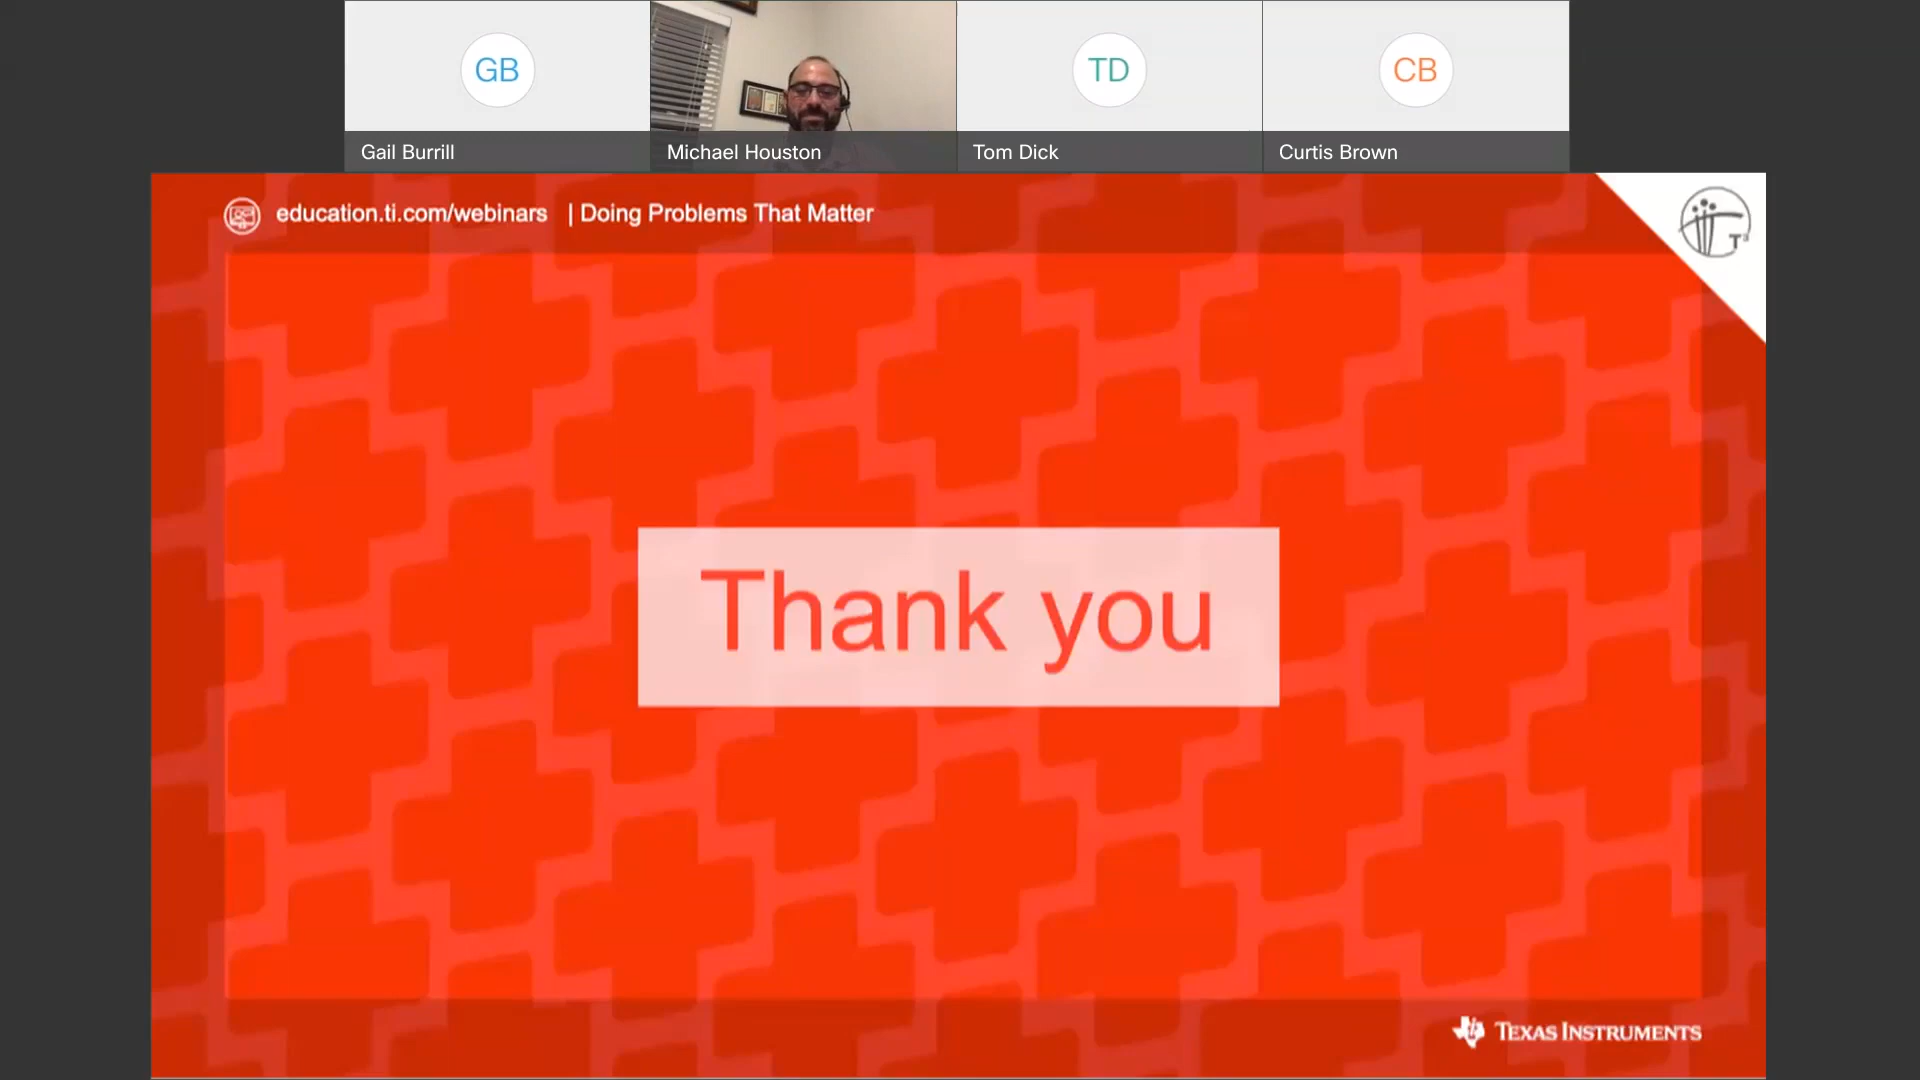 GB
TD
CB
Gail Burrill
Michael Houston
Tom Dick
Curtis Brown
education.ti.com/webinars | Doing Problems That Matter
T³
Thank you
TEXAS INSTRUMENTS